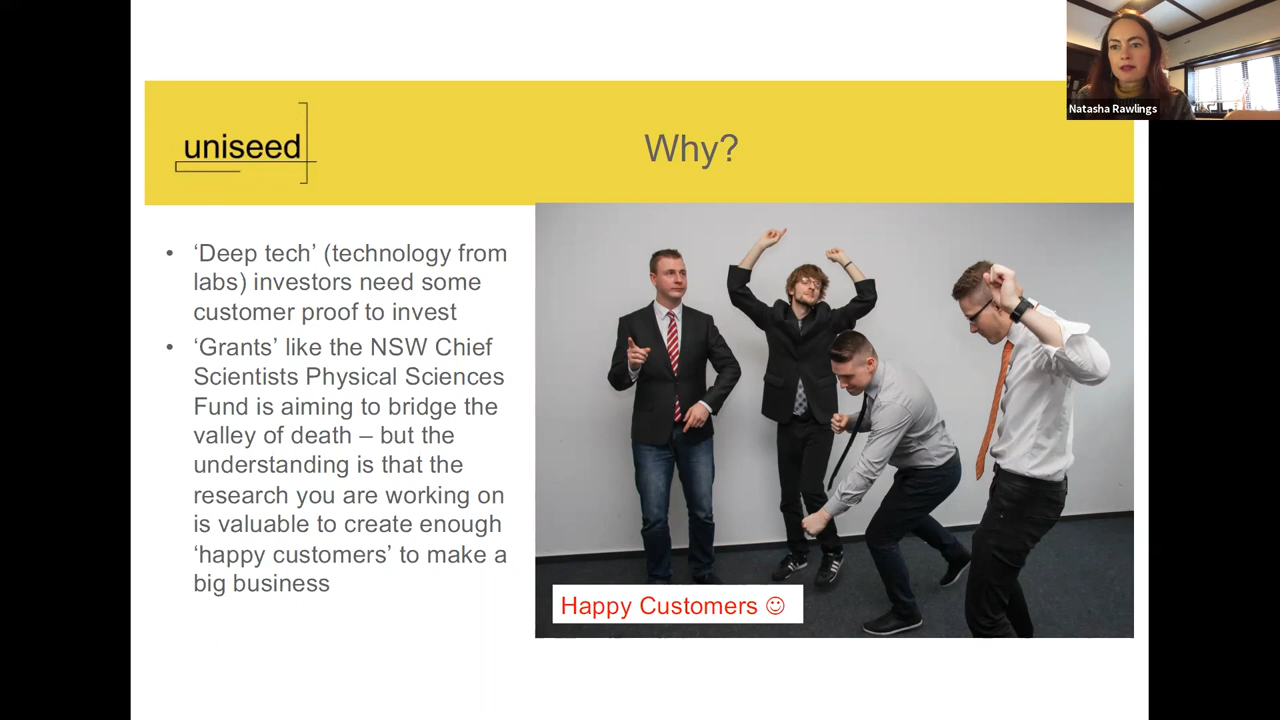 Natasha Rawlings
uniseed
Why?
• ‘Deep tech’ (technology from
labs) investors need some
customer proof to invest
• ‘Grants’ like the NSW Chief
Scientists Physical Sciences
Fund is aiming to bridge the
valley of death – but the
understanding is that the
research you are working on
is valuable to create enough
‘happy customers’ to make a
big business
Happy Customers ☺